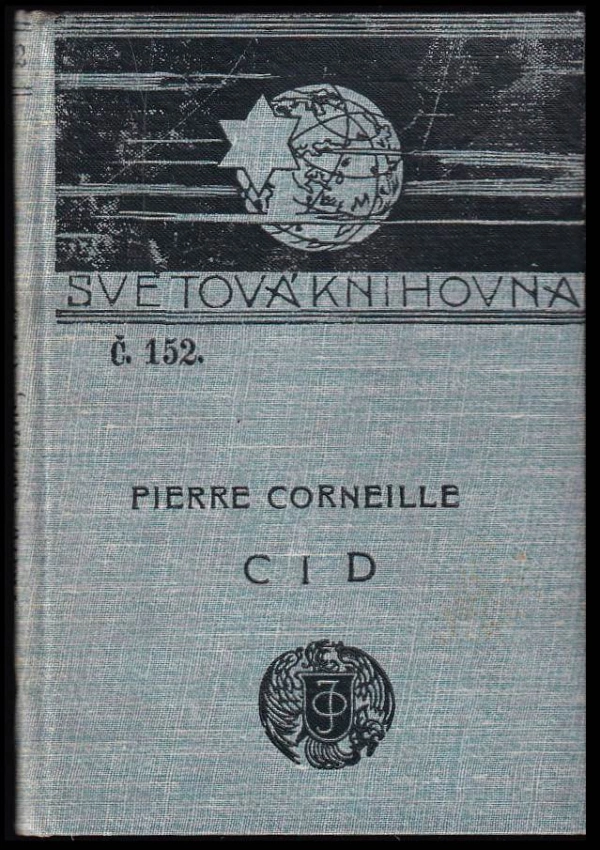 SVĚTOVÁ KNIHOVNA
Č. 152.
PIERRE CORNEILLE
CID